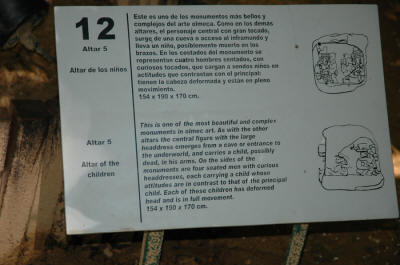 12
Altar 5
Altar de los niños
Este es uno de los monumentos más bellos y
complejos del arte olmeca. Como en los demás
altares, el personaje central con gran tocado,
surge de una cueva o acceso al inframundo y
lleva un niño, posiblemente muerto en los
brazos. En los costados del monumento se
representan cuatro hombres sentados, con
curiosos tocados, que cargan a sendos niños en
actitudes que contrastan con el principal:
tienen la cabeza deformada y están en pleno
movimiento.
154 x 190 x 170 cm.
Altar 5
Altar of the
children
This is one of the most beautiful and complex
monuments in olmec art. As with the other
altars the central figure with the large
headdress emerges from a cave or entrance to
the underworld, and carries a child, possibly
dead, in his arms. On the sides of the
monuments are four seated men with curious
headdresses, each carrying a child whose
attitudes are in contrast to that of the principal
child. Each of these children has deformed
head and is in full movement.
154 x 190 x 170 cm.